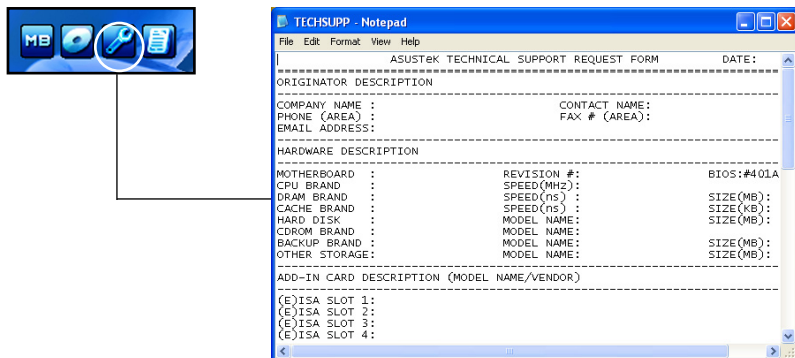 MB
TECHSUPP - Notepad
File Edit Format View Help
ASUSTeK TECHNICAL SUPPORT REQUEST FORM DATE:
ORIGINATOR DESCRIPTION
COMPANY NAME : CONTACT NAME:
PHONE (AREA) : FAX # (AREA):
EMAIL ADDRESS:
HARDWARE DESCRIPTION
MOTHERBOARD : REVISION #: BIOS:#401A
CPU BRAND : SPEED(MHz):
DRAM BRAND : SPEED(ns) : SIZE(MB):
CACHE BRAND : SPEED(ns) : SIZE(KB):
HARD DISK : MODEL NAME: SIZE(MB):
CDROM BRAND : MODEL NAME:
BACKUP BRAND : MODEL NAME: SIZE(MB):
OTHER STORAGE: MODEL NAME: SIZE(MB):
ADD-IN CARD DESCRIPTION (MODEL NAME/VENDOR)
(E)ISA SLOT 1:
(E)ISA SLOT 2:
(E)ISA SLOT 3:
(E)ISA SLOT 4: